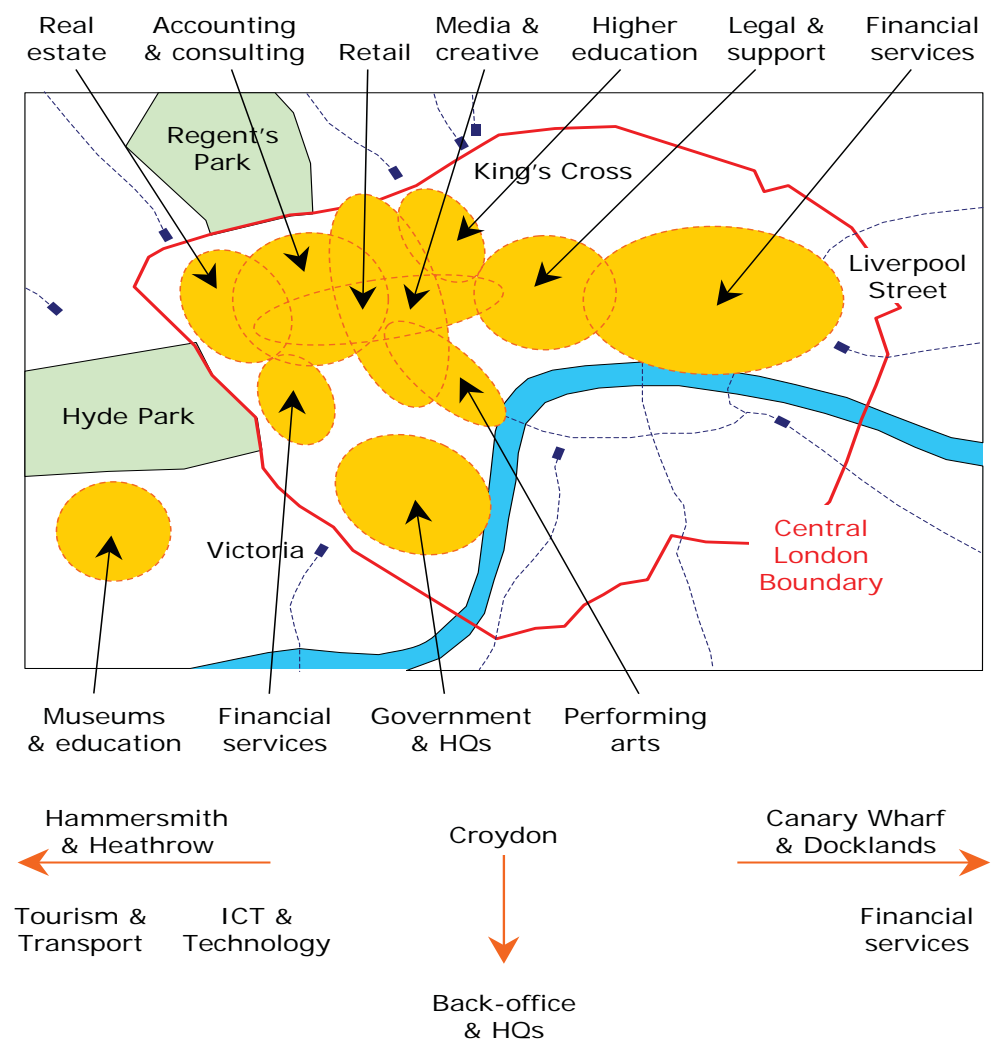 Real
estate
Accounting
& consulting
Retail
Media &
creative
Higher
education
Legal &
support
Financial
services
Regent's
Park
King's Cross
Liverpool
Street
Hyde Park
Victoria
Central
London
Boundary
Museums
& education
Financial
services
Government
& HQs
Performing
arts
Hammersmith
& Heathrow
Croydon
Canary Wharf
& Docklands
Tourism &
Transport
ICT &
Technology
Financial
services
Back-office
& HQs